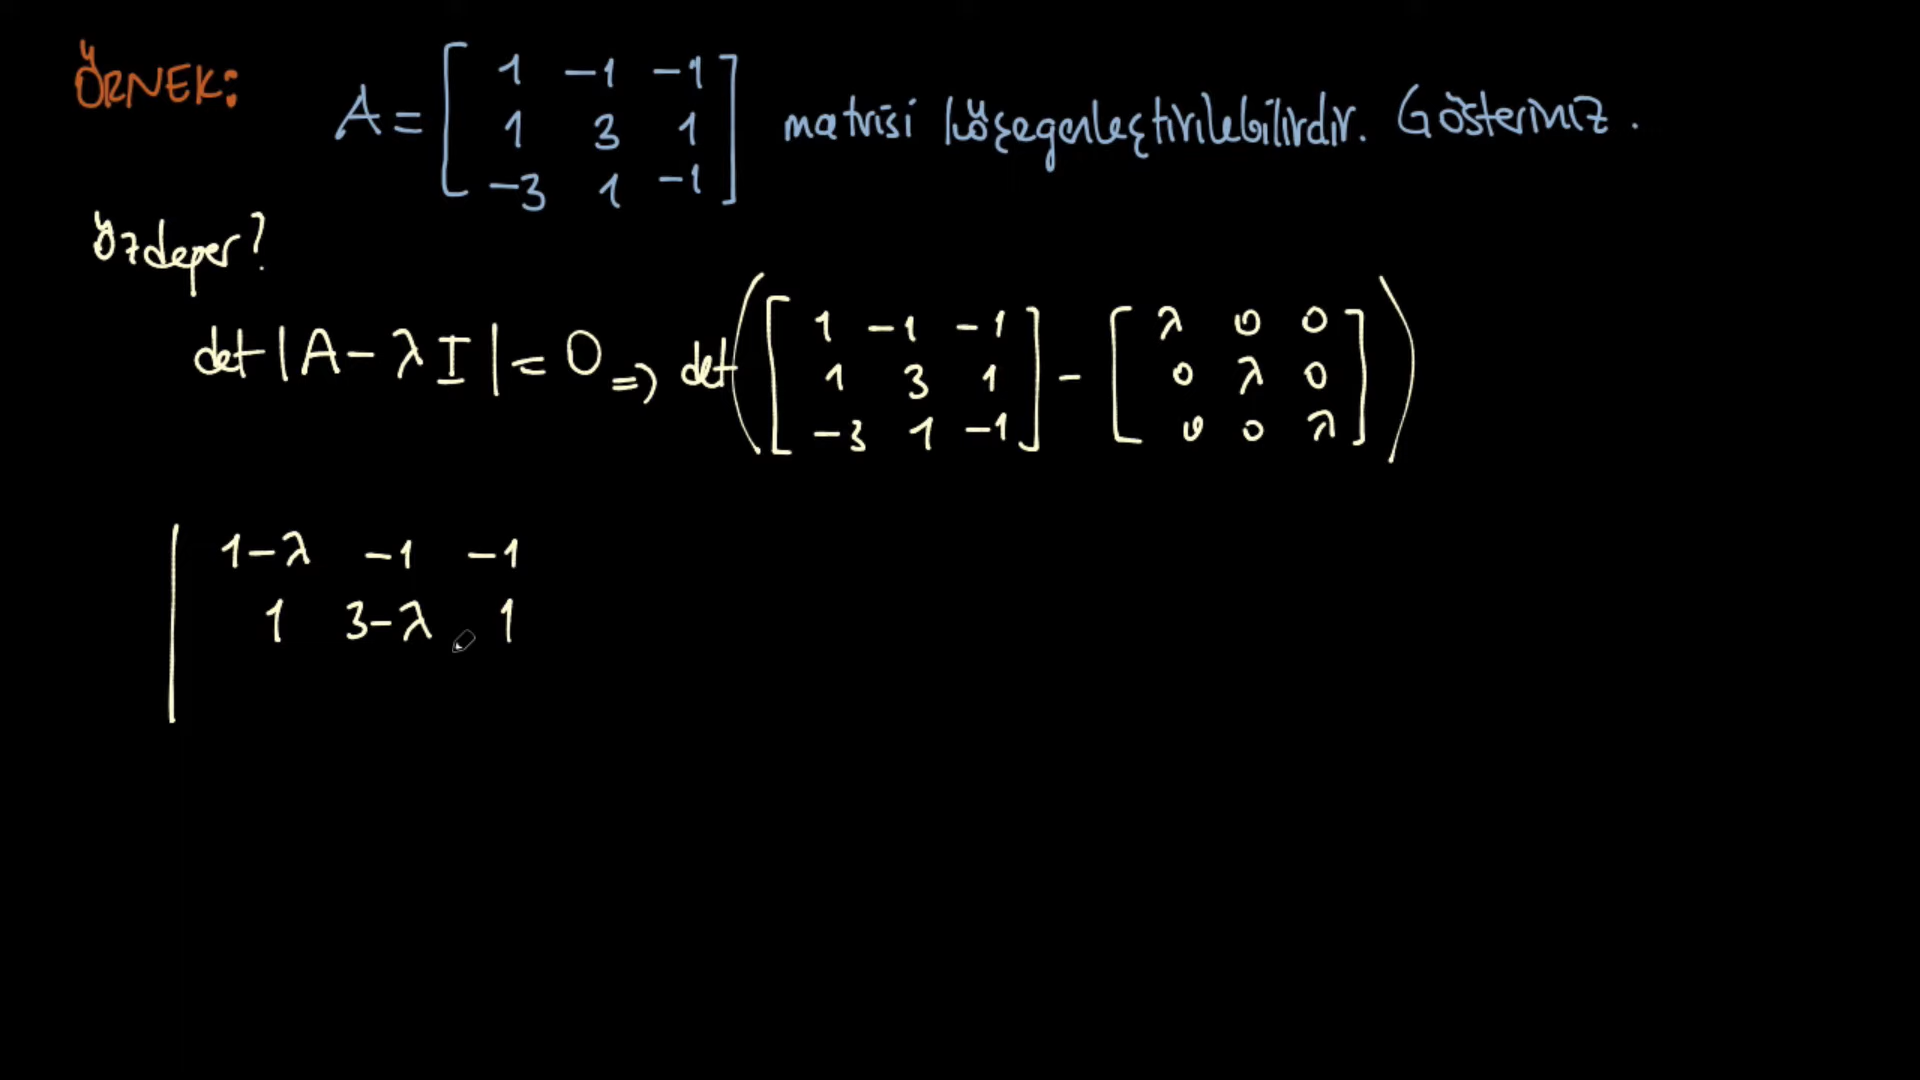 ÖRNEK: A = [ 1 -1 -1 ; 1 3 1 ; -3 1 -1 ] matrisi köşegenleştirilebilirdir. Gösteriniz.
Özdeğer?
det |A - λI| = 0 => det ( [ 1 -1 -1 ; 1 3 1 ; -3 1 -1 ] - [ λ 0 0 ; 0 λ 0 ; 0 0 λ ] )
| 1-λ -1 -1
1 3-λ 1